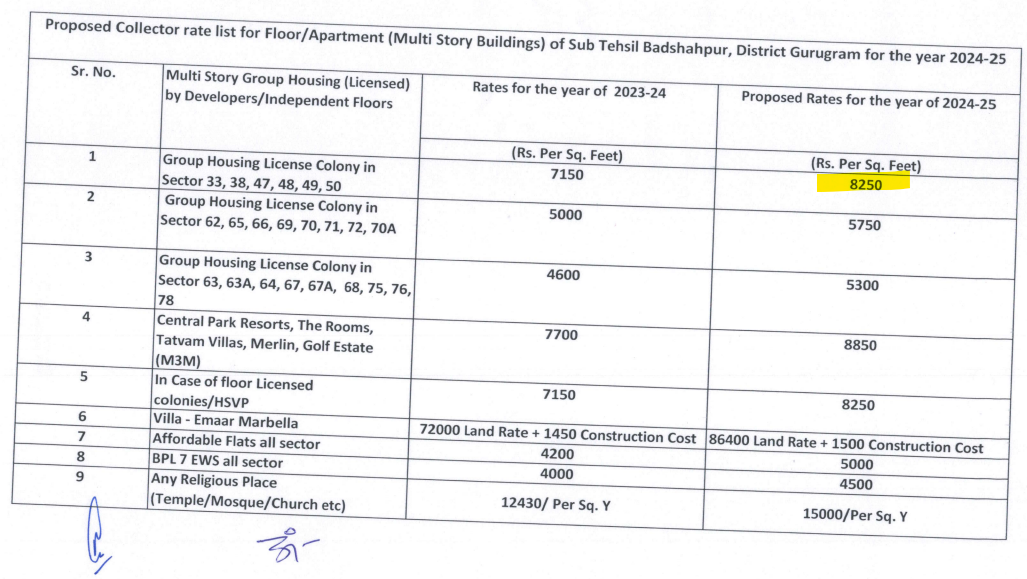 Proposed Collector rate list for Floor/Apartment (Multi Story Buildings) of Sub Tehsil Badshahpur, District Gurugram for the year 2024-25
Sr. No. Multi Story Group Housing (Licensed) by Developers/Independent Floors Rates for the year of 2023-24 Proposed Rates for the year of 2024-25
(Rs. Per Sq. Feet) (Rs. Per Sq. Feet)
1 Group Housing License Colony in 7150 8250
Sector 33, 38, 47, 48, 49, 50
2 Group Housing License Colony in 5000 5750
Sector 62, 65, 66, 69, 70, 71, 72, 70A
3 Group Housing License Colony in 4600 5300
Sector 63, 63A, 64, 67, 67A, 68, 75, 76,
78
4 Central Park Resorts, The Rooms, 7700 8850
Tatvam Villas, Merlin, Golf Estate
(M3M)
5 In Case of floor Licensed 7150 8250
colonies/HSVP
6 Villa - Emaar Marbella 72000 Land Rate + 1450 Construction Cost 86400 Land Rate + 1500 Construction Cost
7 Affordable Flats all sector 4200 5000
8 BPL 7 EWS all sector 4000 4500
9 Any Religious Place 12430/ Per Sq. Y 15000/Per Sq. Y
(Temple/Mosque/Church etc)